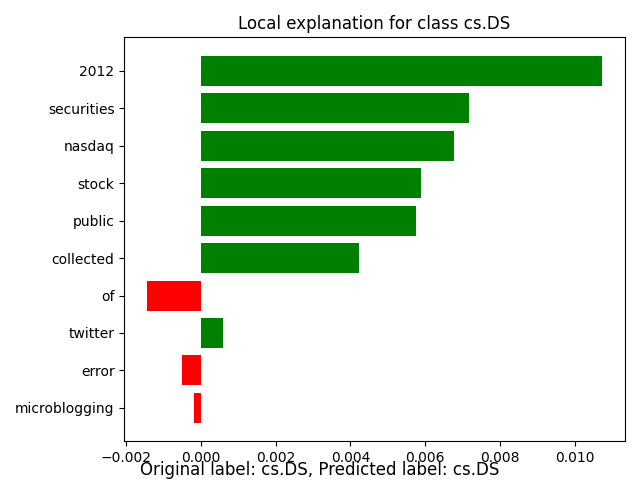 Local explanation for class cs.DS
2012
securities
nasdaq
stock
public
collected
of
twitter
error
microblogging
−0.002 0.000 0.002 0.004 0.006 0.008 0.010
Original label: cs.DS, Predicted label: cs.DS